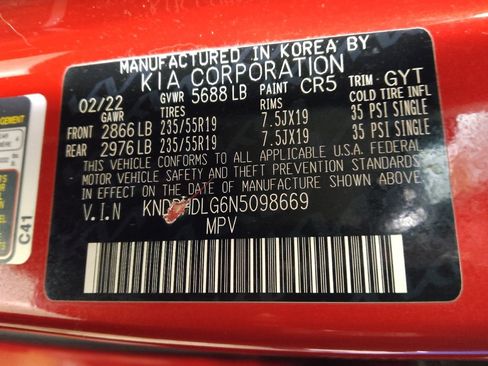 MANUFACTURED IN KOREA BY
KIA CORPORATION
02/22 GVWR 5688 LB PAINT CR5 TRIM GYT
GAWR TIRES RIMS COLD TIRE INFL
FRONT 2866 LB 235/55R19 7.5JX19 35 PSI SINGLE
REAR 2976 LB 235/55R19 7.5JX19 35 PSI SINGLE
THIS VEHICLE CONFORMS TO ALL APPLICABLE U.S.A. FEDERAL
MOTOR VEHICLE SAFETY AND THEFT PREVENTION STANDARDS
IN EFFECT ON THE DATE OF MANUFACTURE SHOWN ABOVE
V.I.N
MPV
C41